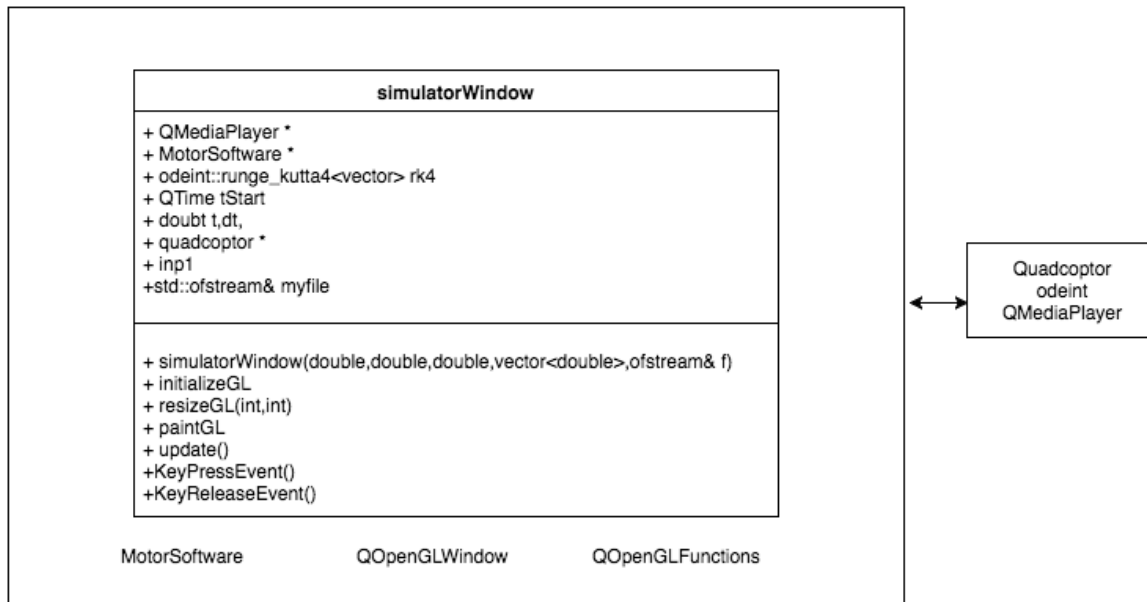 simulatorWindow
+ QMediaPlayer *
+ MotorSoftware *
+ odeint::runge_kutta4<vector> rk4
+ QTime tStart
+ doubt t,dt,
+ quadcoptor *
+ inp1
+std::ofstream& myfile
+ simulatorWindow(double,double,double,vector<double>,ofstream& f)
+ initializeGL
+ resizeGL(int,int)
+ paintGL
+ update()
+KeyPressEvent()
+KeyReleaseEvent()
MotorSoftware QOpenGLWindow QOpenGLFunctions
Quadcoptor
odeint
QMediaPlayer